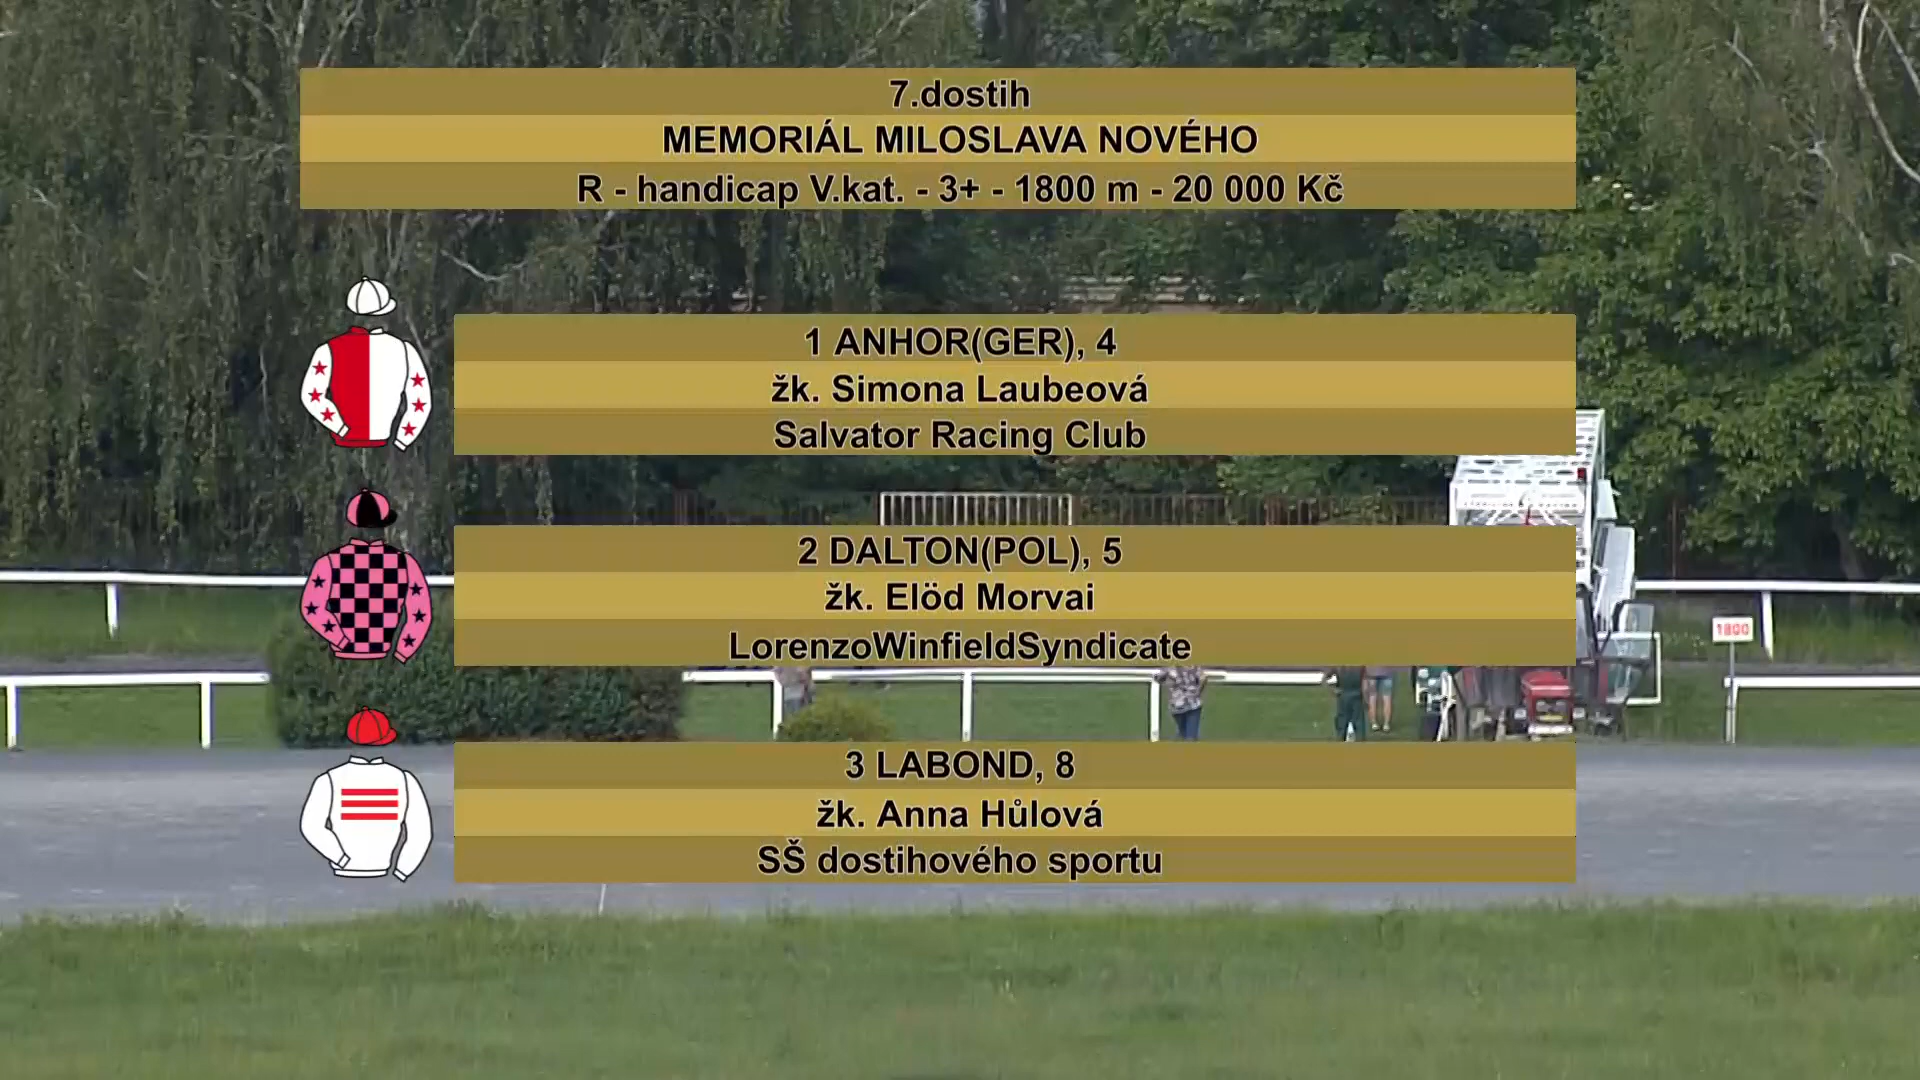 7.dostih
MEMORIÁL MILOSLAVA NOVÉHO
R - handicap V.kat. - 3+ - 1800 m - 20 000 Kč
1 ANHOR(GER), 4
žk. Simona Laubeová
Salvator Racing Club
2 DALTON(POL), 5
žk. Elöd Morvai
LorenzoWinfieldSyndicate
1800
3 LABOND, 8
žk. Anna Hůlová
SŠ dostihového sportu